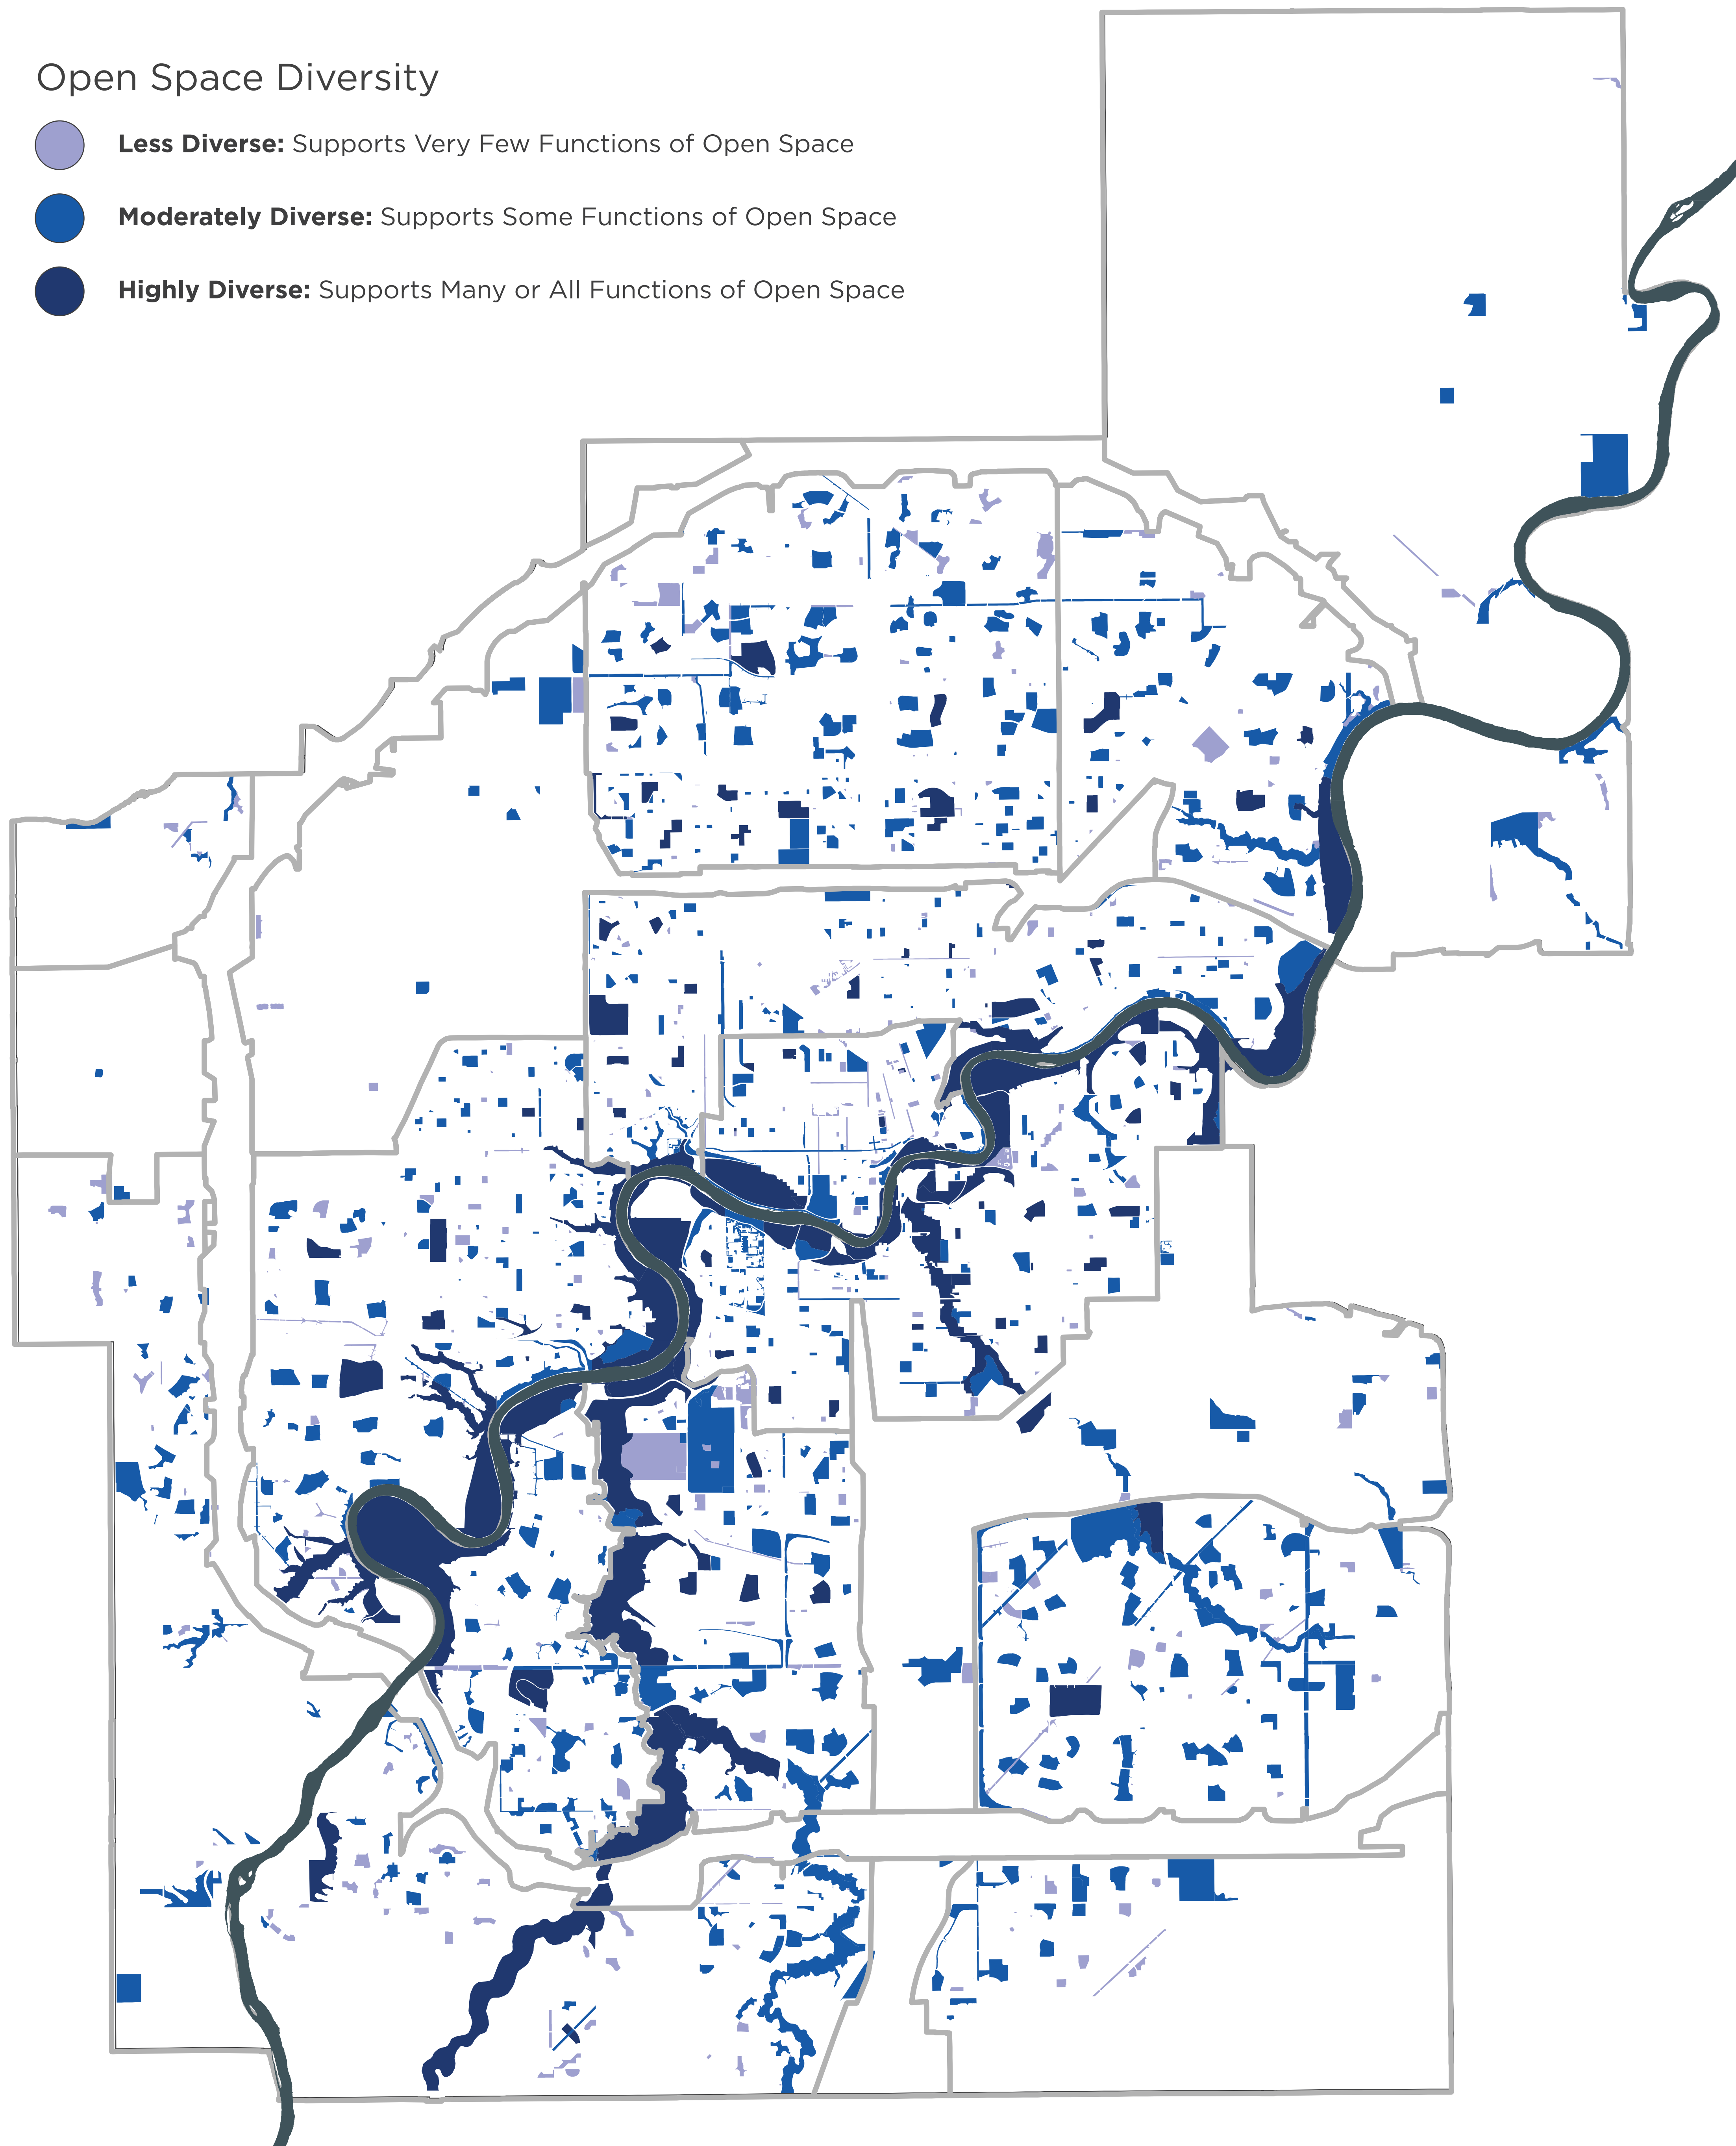 Open Space Diversity
Less Diverse: Supports Very Few Functions of Open Space
Moderately Diverse: Supports Some Functions of Open Space
Highly Diverse: Supports Many or All Functions of Open Space